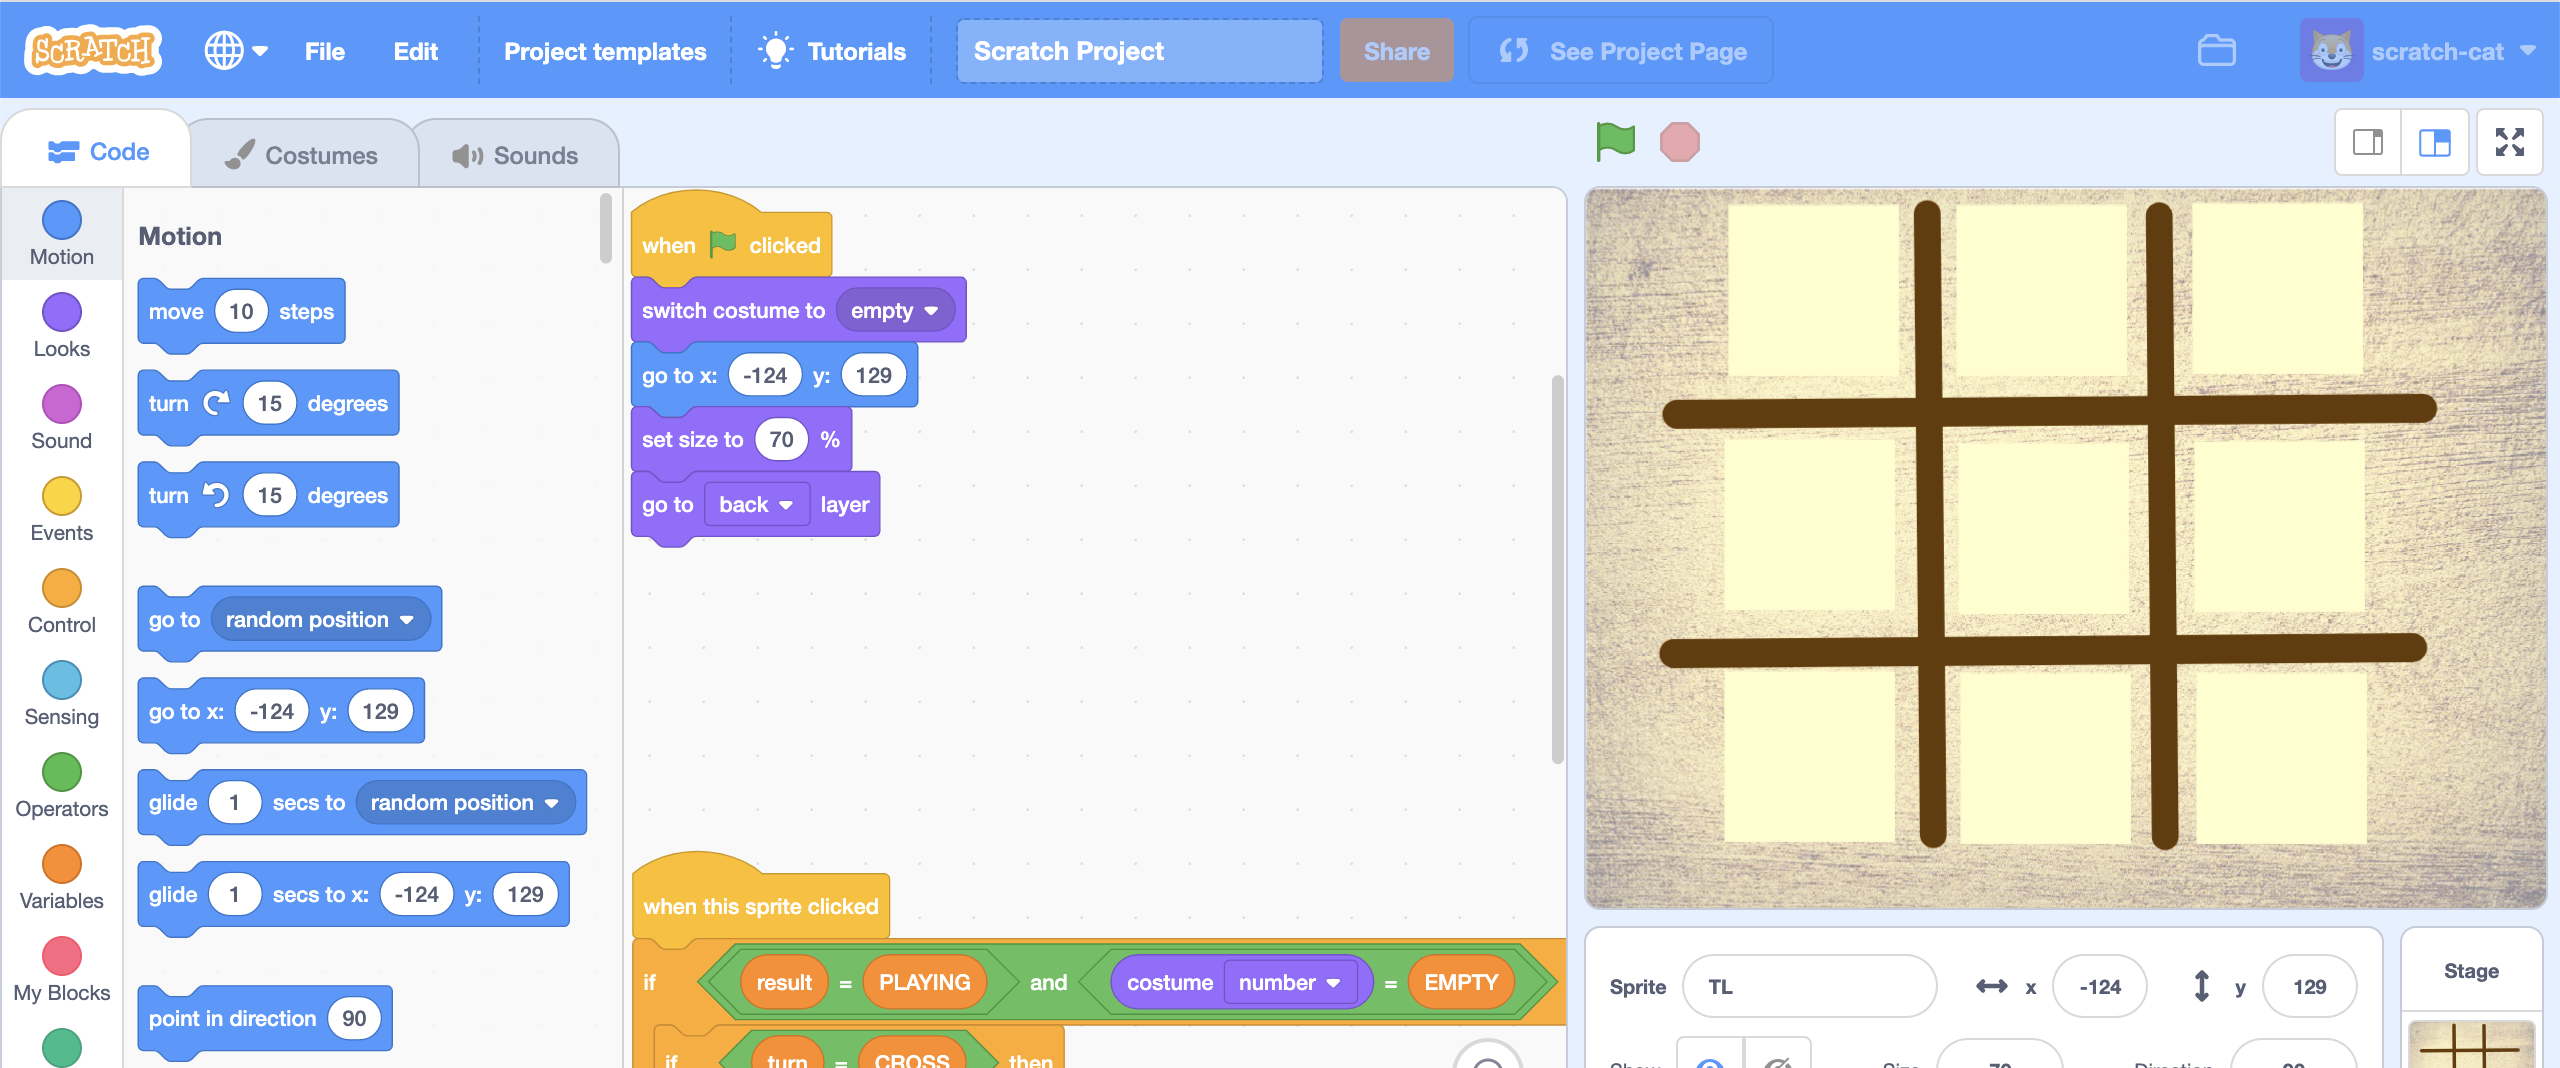 SCRATCH File Edit Project templates Tutorials Scratch Project Share See Project Page scratch-cat
Code Costumes Sounds
Motion
Looks
Sound
Events
Control
Sensing
Operators
Variables
My Blocks
Motion
move 10 steps
turn 15 degrees
turn 15 degrees
go to random position
go to x: -124 y: 129
glide 1 secs to random position
glide 1 secs to x: -124 y: 129
point in direction 90
when clicked
switch costume to empty
go to x: -124 y: 129
set size to 70 %
go to back layer
when this sprite clicked
if result = PLAYING and costume number = EMPTY
if turn = CROSS then
Sprite TL x -124 y 129
Show Size 70 Direction 90
Stage